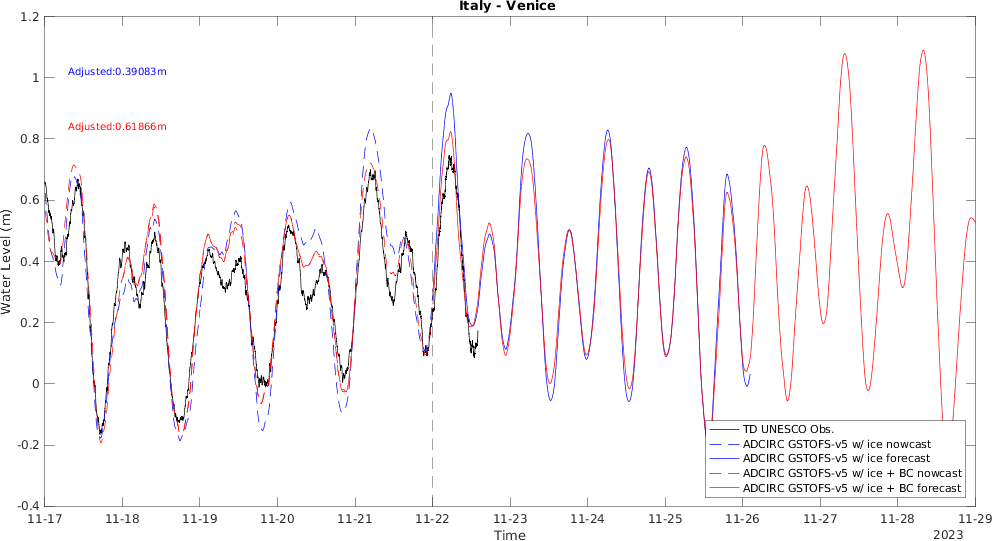 Italy - Venice
1.2
1
0.8
0.6
0.4
0.2
0
-0.2
-0.4
Water Level (m)
Adjusted:0.39083m
Adjusted:0.61866m
TD UNESCO Obs.
ADCIRC GSTOFS-v5 w/ ice nowcast
ADCIRC GSTOFS-v5 w/ ice forecast
ADCIRC GSTOFS-v5 w/ ice + BC nowcast
ADCIRC GSTOFS-v5 w/ ice + BC forecast
11-17 11-18 11-19 11-20 11-21 11-22 11-23 11-24 11-25 11-26 11-27 11-28 11-29
Time
2023